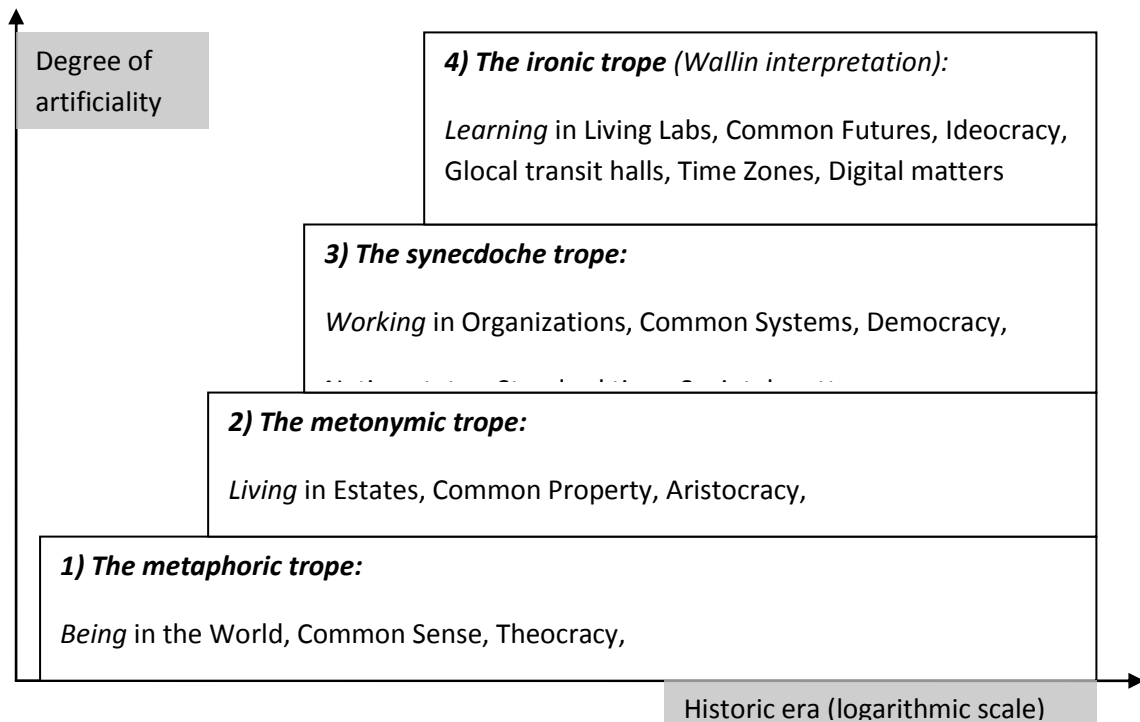 Degree of
artificiality
4) The ironic trope (Wallin interpretation):
Learning in Living Labs, Common Futures, Ideocracy,
Glocal transit halls, Time Zones, Digital matters
3) The synecdoche trope:
Working in Organizations, Common Systems, Democracy,
2) The metonymic trope:
Living in Estates, Common Property, Aristocracy,
1) The metaphoric trope:
Being in the World, Common Sense, Theocracy,
Historic era (logarithmic scale)